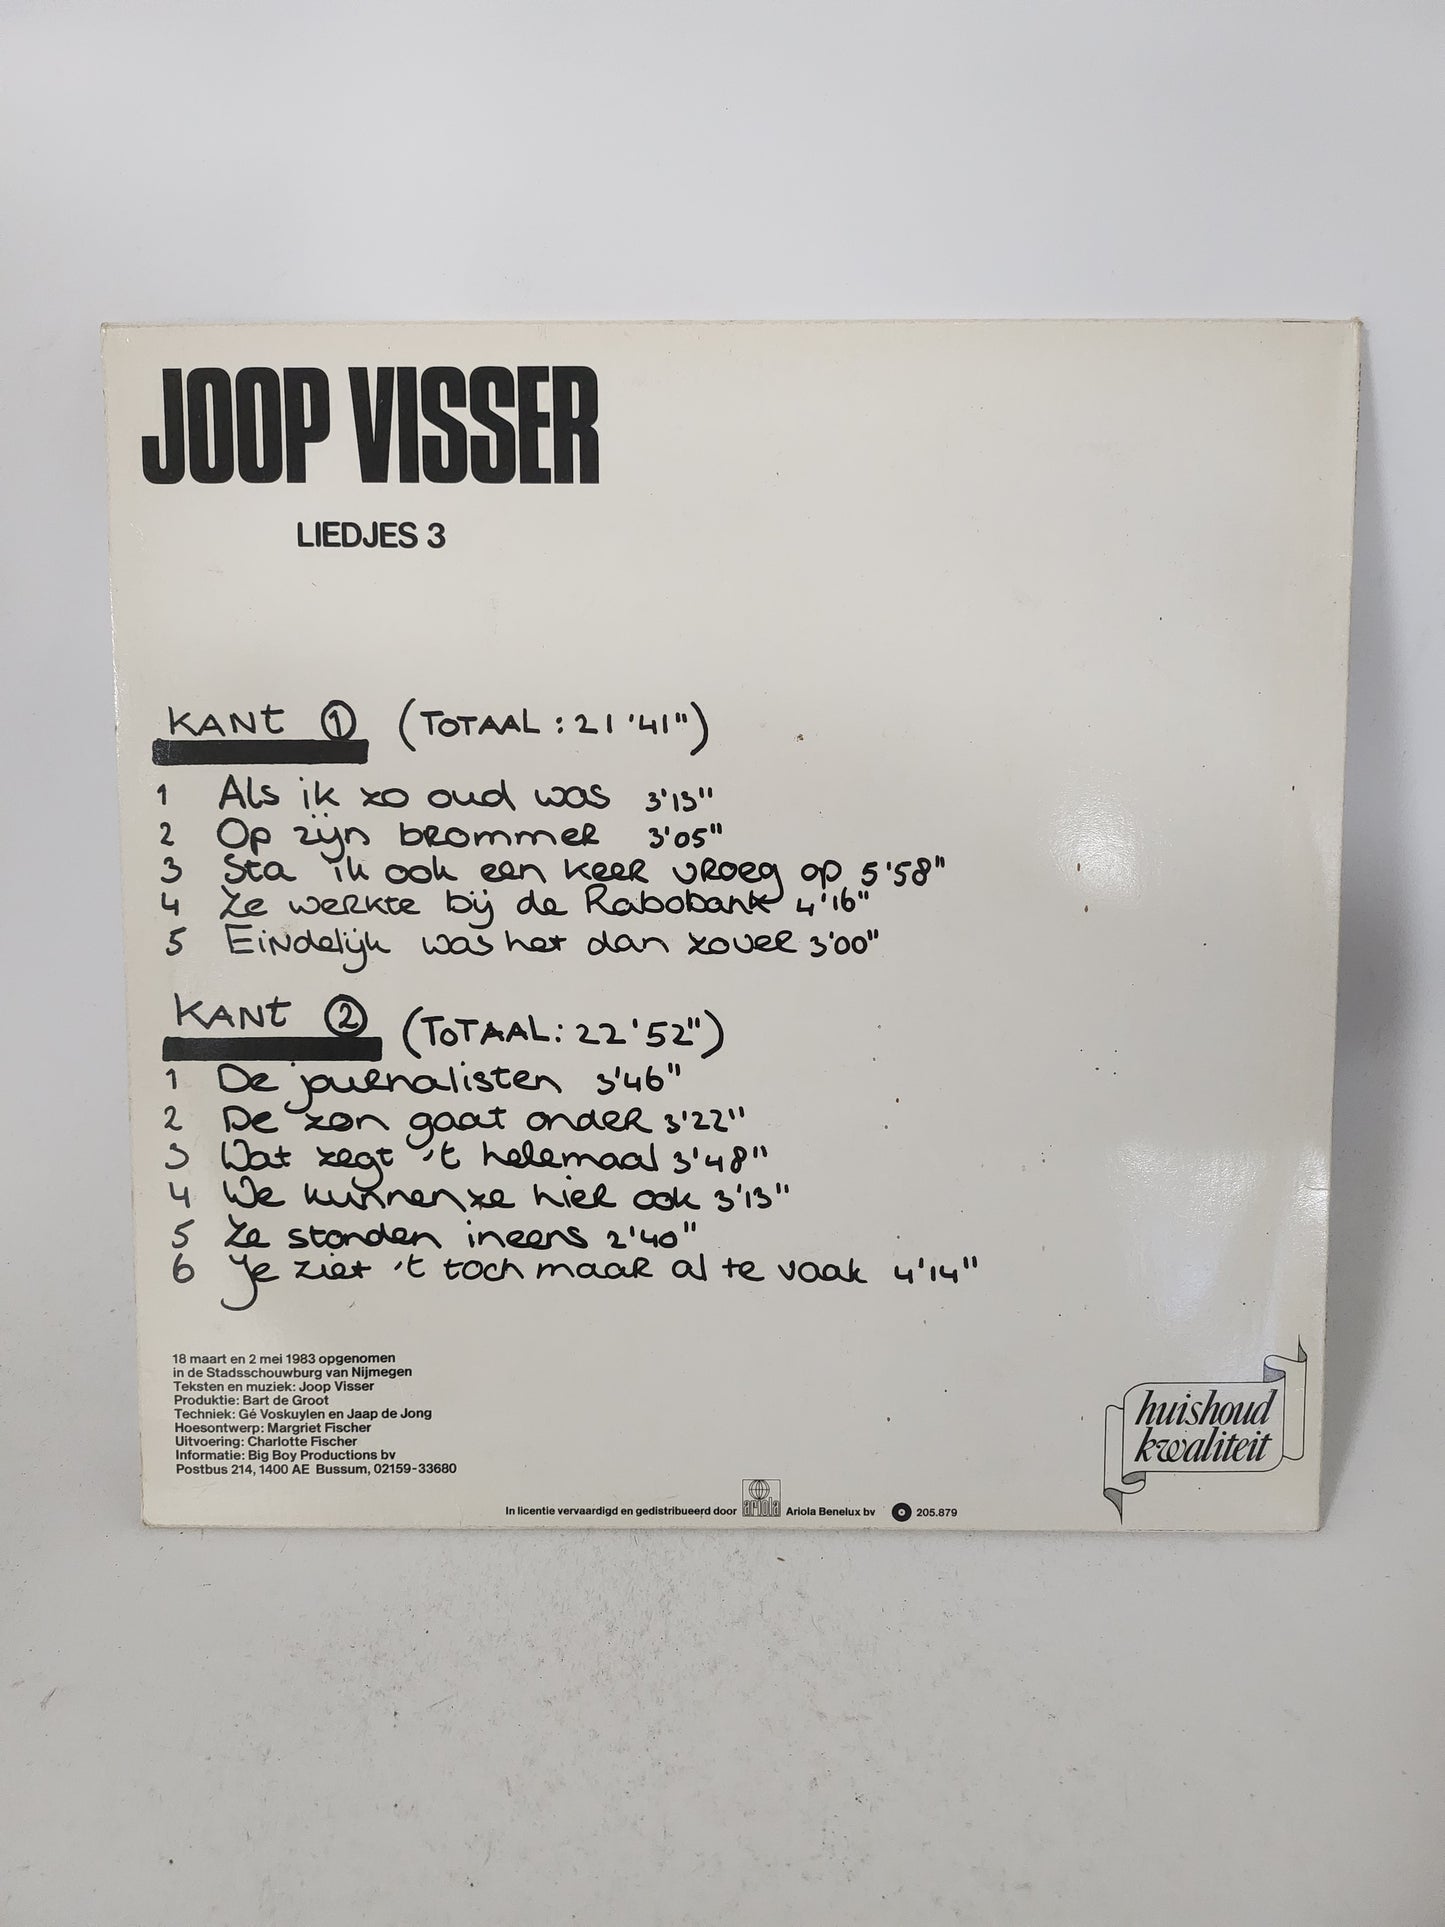 JOOP VISSER
LIEDJES 3
KANT 1 (TOTAAL: 21'41")
1 Als ik zo oud was 3'13"
2 Op zijn brommer 3'05"
3 Sta ik ook een keer vroeg op 5'58"
4 Ze werkte bij de Rabobank 4'16"
5 Eindelijk was het dan zover 3'00"
KANT 2 (TOTAAL: 22'52")
1 De journalisten 3'46"
2 De zon gaat onder 3'22"
3 Wat zegt 't helemaal 3'48"
4 We kunnen ze hier ook 3'13"
5 Ze stonden ineens 2'40"
6 Je ziet 't toch maar al te vaak 4'14"
18 maart en 2 mei 1983 opgenomen
in de Stadsschouwburg van Nijmegen
Teksten en muziek: Joop Visser
Produktie: Bart de Groot
Techniek: Gé Voskuylen en Jaap de Jong
Hoesontwerp: Margriet Fischer
Uitvoering: Charlotte Fischer
Informatie: Big Boy Productions bv
Postbus 214, 1400 AE Bussum, 02159-33680
huishoud
kwaliteit
In licentie vervaardigd en gedistribueerd door ariola Ariola Benelux bv 205.879